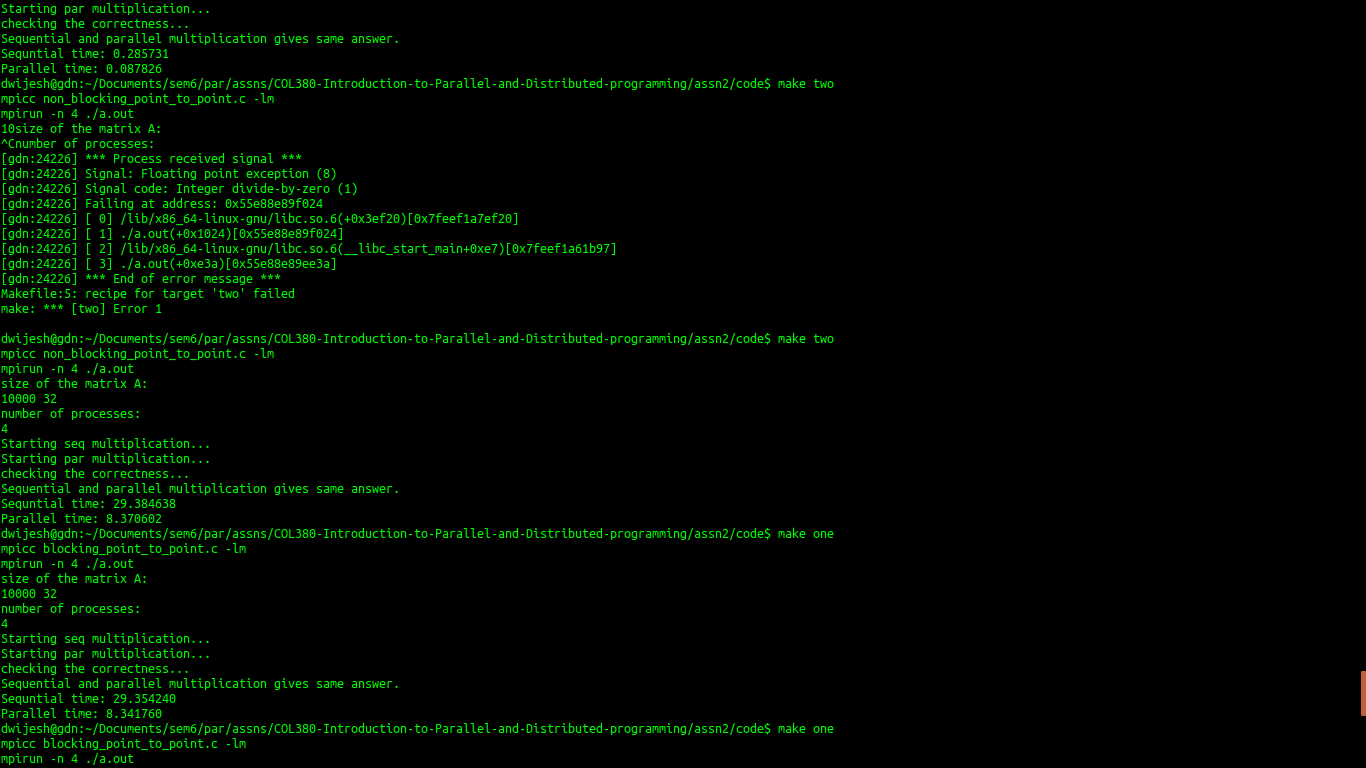 Starting par multiplication...
checking the correctness...
Sequential and parallel multiplication gives same answer.
Sequntial time: 0.285731
Parallel time: 0.087826
dwijesh@gdn:~/Documents/sem6/par/assns/COL380-Introduction-to-Parallel-and-Distributed-programming/assn2/code$ make two
mpicc non_blocking_point_to_point.c -lm
mpirun -n 4 ./a.out
10size of the matrix A:
^Cnumber of processes:
[gdn:24226] *** Process received signal ***
[gdn:24226] Signal: Floating point exception (8)
[gdn:24226] Signal code: Integer divide-by-zero (1)
[gdn:24226] Failing at address: 0x55e88e89f024
[gdn:24226] [ 0] /lib/x86_64-linux-gnu/libc.so.6(+0x3ef20)[0x7feef1a7ef20]
[gdn:24226] [ 1] ./a.out(+0x1024)[0x55e88e89f024]
[gdn:24226] [ 2] /lib/x86_64-linux-gnu/libc.so.6(__libc_start_main+0xe7)[0x7feef1a61b97]
[gdn:24226] [ 3] ./a.out(+0xe3a)[0x55e88e89ee3a]
[gdn:24226] *** End of error message ***
Makefile:5: recipe for target 'two' failed
make: *** [two] Error 1
dwijesh@gdn:~/Documents/sem6/par/assns/COL380-Introduction-to-Parallel-and-Distributed-programming/assn2/code$ make two
mpicc non_blocking_point_to_point.c -lm
mpirun -n 4 ./a.out
size of the matrix A:
10000 32
number of processes:
4
Starting seq multiplication...
Starting par multiplication...
checking the correctness...
Sequential and parallel multiplication gives same answer.
Sequntial time: 29.384638
Parallel time: 8.370602
dwijesh@gdn:~/Documents/sem6/par/assns/COL380-Introduction-to-Parallel-and-Distributed-programming/assn2/code$ make one
mpicc blocking_point_to_point.c -lm
mpirun -n 4 ./a.out
size of the matrix A:
10000 32
number of processes:
4
Starting seq multiplication...
Starting par multiplication...
checking the correctness...
Sequential and parallel multiplication gives same answer.
Sequntial time: 29.354240
Parallel time: 8.341760
dwijesh@gdn:~/Documents/sem6/par/assns/COL380-Introduction-to-Parallel-and-Distributed-programming/assn2/code$ make one
mpicc blocking_point_to_point.c -lm
mpirun -n 4 ./a.out